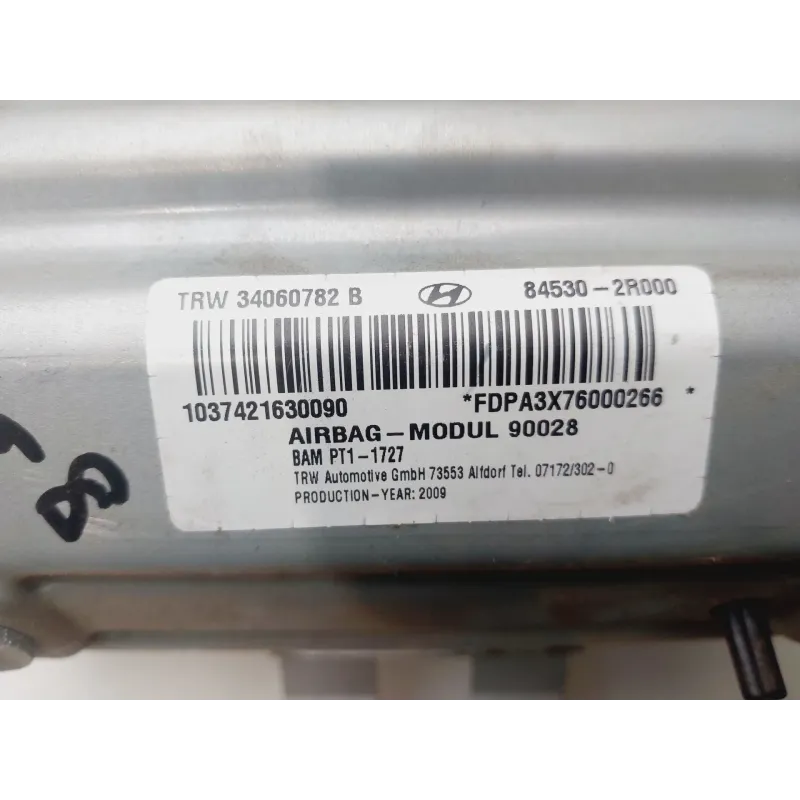 TRW 34060782 B 84530-2R000
1037421630090 *FDPA3X76000266 *
AIRBAG-MODUL 90028
BAM PT1-1727
TRW Automotive GmbH 73553 Alfdorf Tel. 07172/302-0
PRODUCTION-YEAR: 2009